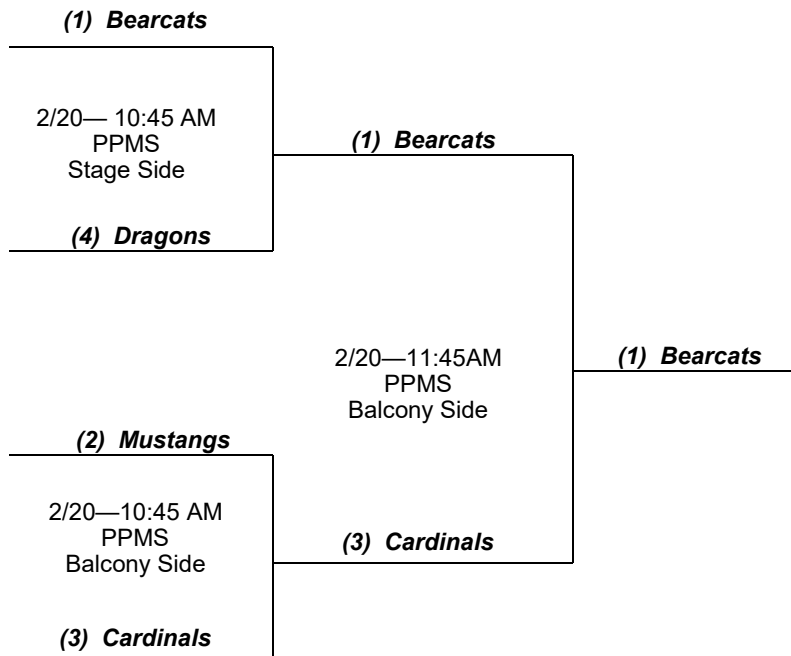 (1) Bearcats
2/20— 10:45 AM
PPMS
Stage Side
(1) Bearcats
(4) Dragons
2/20—11:45AM
PPMS
Balcony Side
(1) Bearcats
(2) Mustangs
2/20—10:45 AM
PPMS
Balcony Side
(3) Cardinals
(3) Cardinals